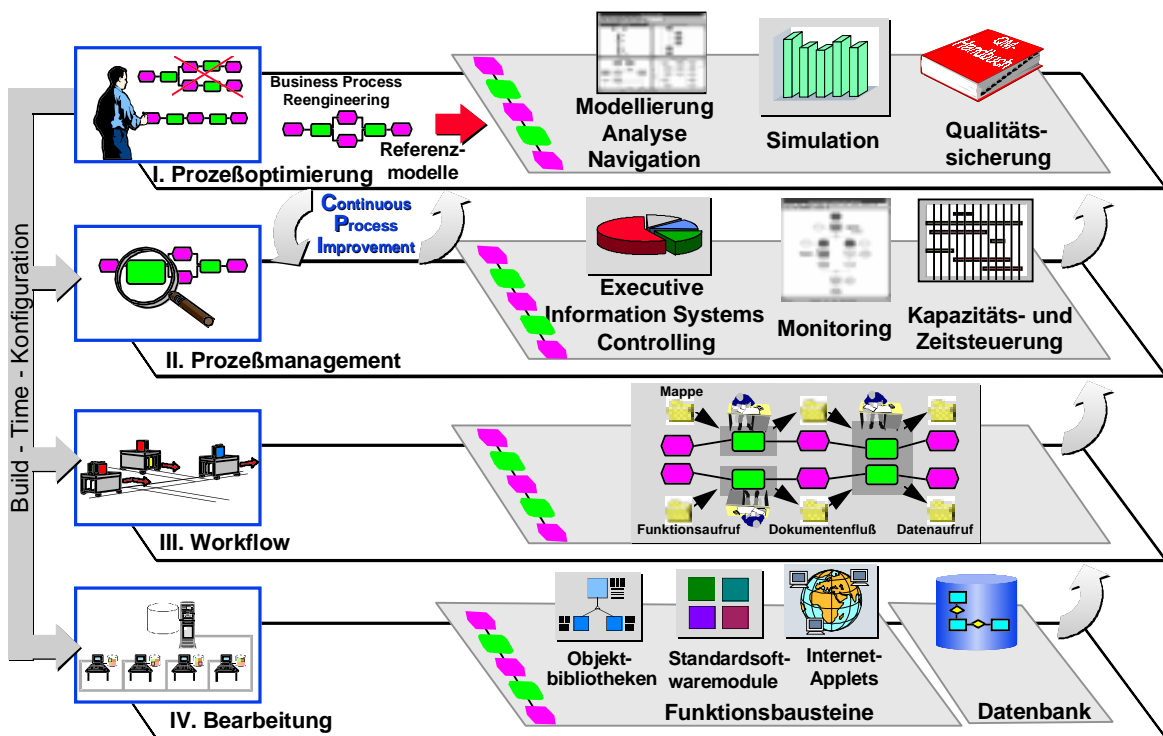 Build - Time - Konfiguration
Business Process
Reengineering
Referenz-
modelle
I. Prozeßoptimierung
Modellierung
Analyse
Navigation
Simulation
QM-
Handbuch
Qualitäts-
sicherung
Continuous
Process
Improvement
II. Prozeßmanagement
Executive
Information Systems
Controlling
Monitoring
Kapazitäts- und
Zeitsteuerung
III. Workflow
Mappe
Funktionsaufruf
Dokumentenfluß
Datenaufruf
IV. Bearbeitung
Objekt-
bibliotheken
Standardsoft-
waremodule
Internet-
Applets
Funktionsbausteine
Datenbank